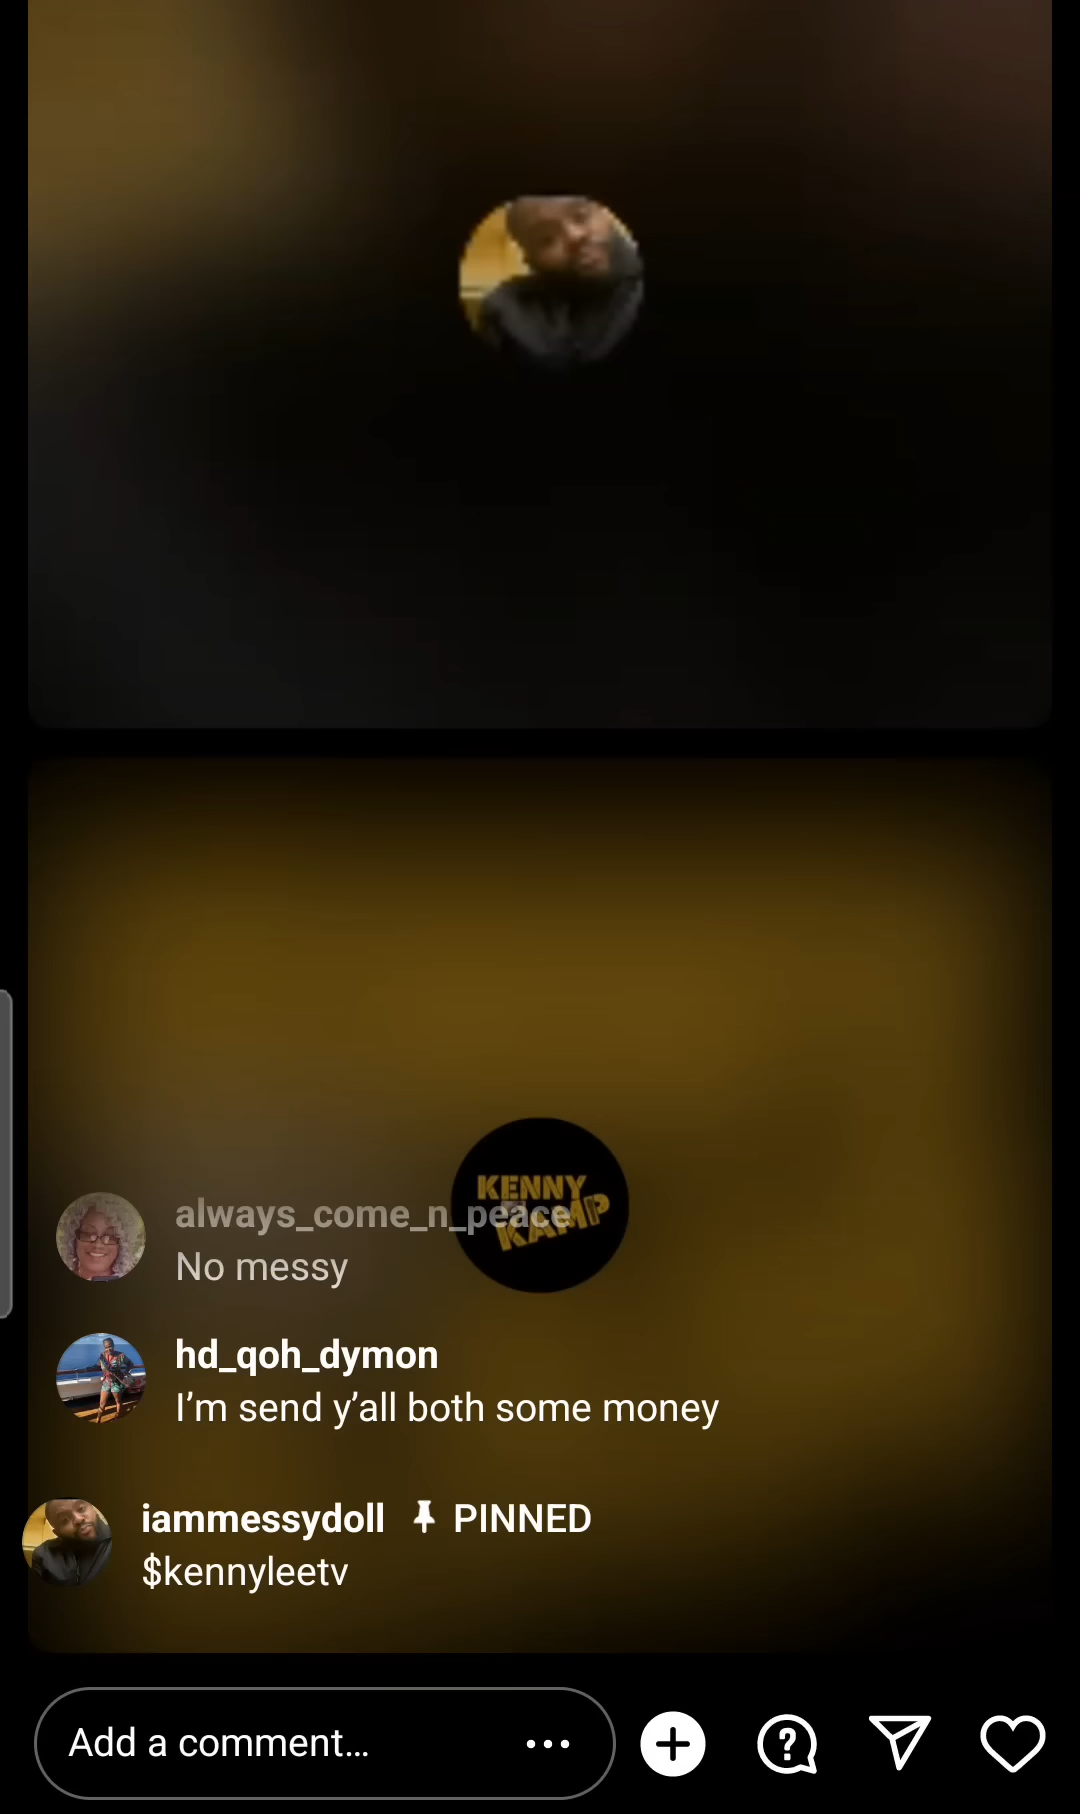 KENNY
KAMP
always_come_n_peace
No messy
hd_qoh_dymon
I’m send y’all both some money
iammessydoll PINNED
$kennyleetv
Add a comment...